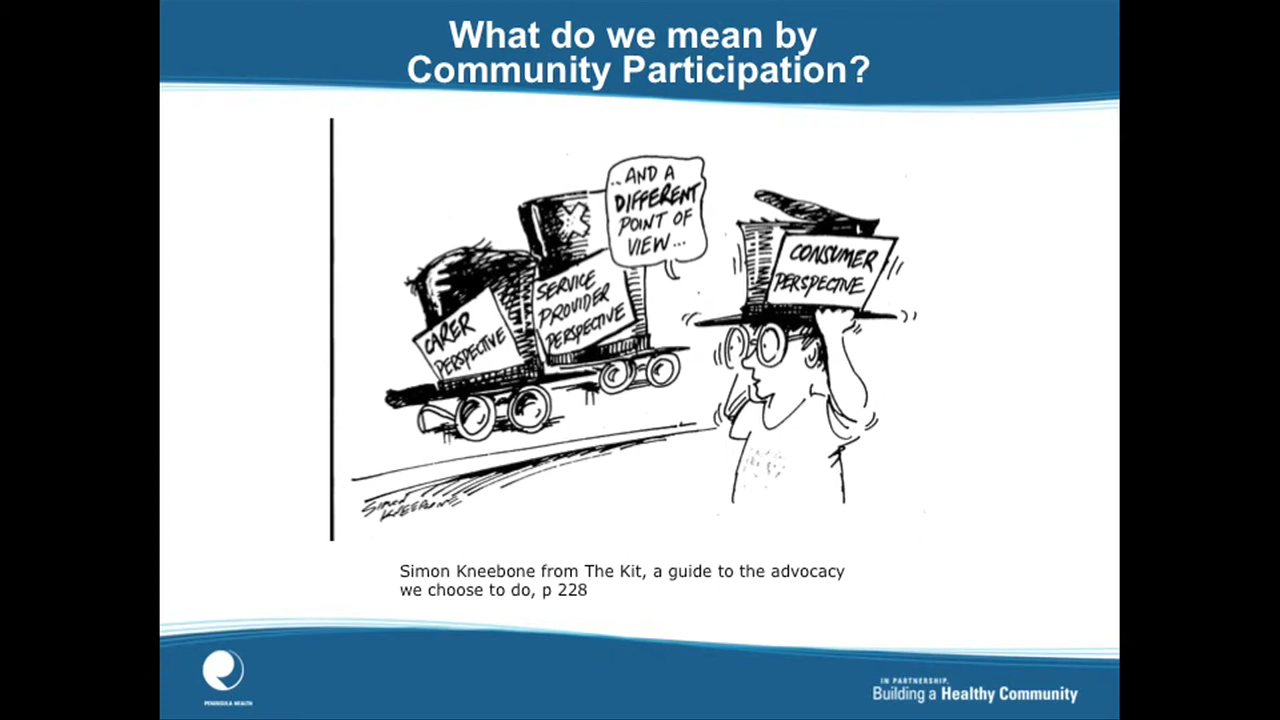 What do we mean by
Community Participation?
..AND A
DIFFERENT
POINT OF
VIEW...
CARER
PERSPECTIVE
SERVICE
PROVIDER
PERSPECTIVE
CONSUMER
PERSPECTIVE
SIMON
KNEEBONE
Simon Kneebone from The Kit, a guide to the advocacy
we choose to do, p 228
PENINSULA HEALTH
IN PARTNERSHIP,
Building a Healthy Community